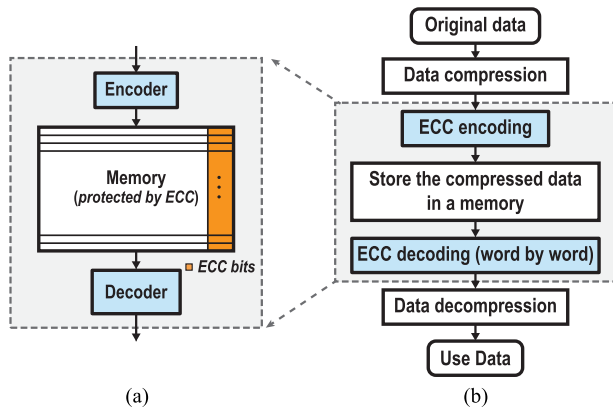 Encoder
Memory
(protected by ECC)
ECC bits
Decoder
(a)
Original data
Data compression
ECC encoding
Store the compressed data
in a memory
ECC decoding (word by word)
Data decompression
Use Data
(b)